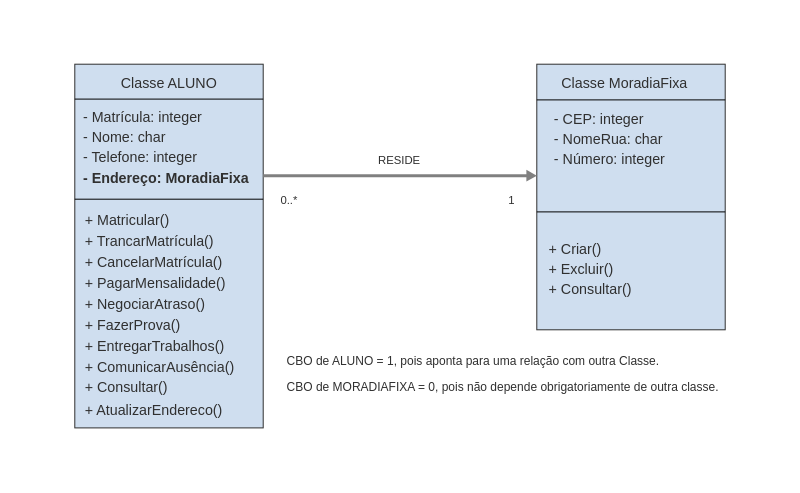 Classe ALUNO
- Matrícula: integer
- Nome: char
- Telefone: integer
- Endereço: MoradiaFixa
+ Matricular()
+ TrancarMatrícula()
+ CancelarMatrícula()
+ PagarMensalidade()
+ NegociarAtraso()
+ FazerProva()
+ EntregarTrabalhos()
+ ComunicarAusência()
+ Consultar()
+ AtualizarEndereco()
RESIDE
0..*
1
Classe MoradiaFixa
- CEP: integer
- NomeRua: char
- Número: integer
+ Criar()
+ Excluir()
+ Consultar()
CBO de ALUNO = 1, pois aponta para uma relação com outra Classe.
CBO de MORADIAFIXA = 0, pois não depende obrigatoriamente de outra classe.